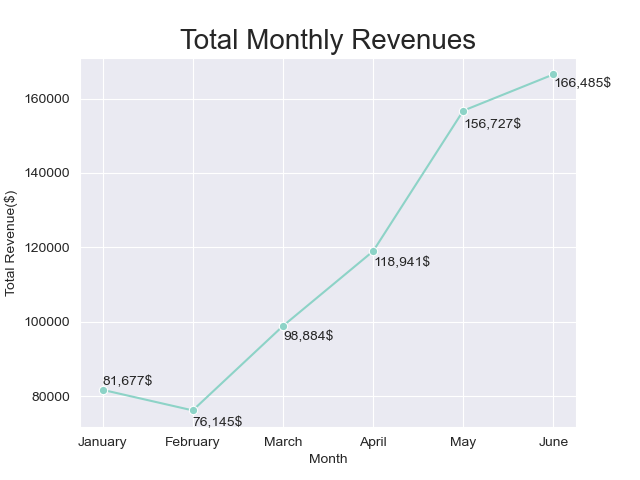 Total Monthly Revenues
Total Revenue($)
160000
140000
120000
100000
80000
81,677$
76,145$
98,884$
118,941$
156,727$
166,485$
January February March April May June
Month